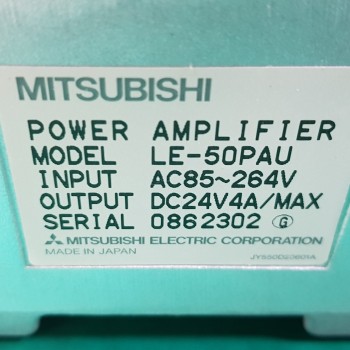 MITSUBISHI
POWER AMPLIFIER
MODEL LE-50PAU
INPUT AC85~264V
OUTPUT DC24V4A/MAX
SERIAL 0862302 G
MITSUBISHI ELECTRIC CORPORATION
MADE IN JAPAN